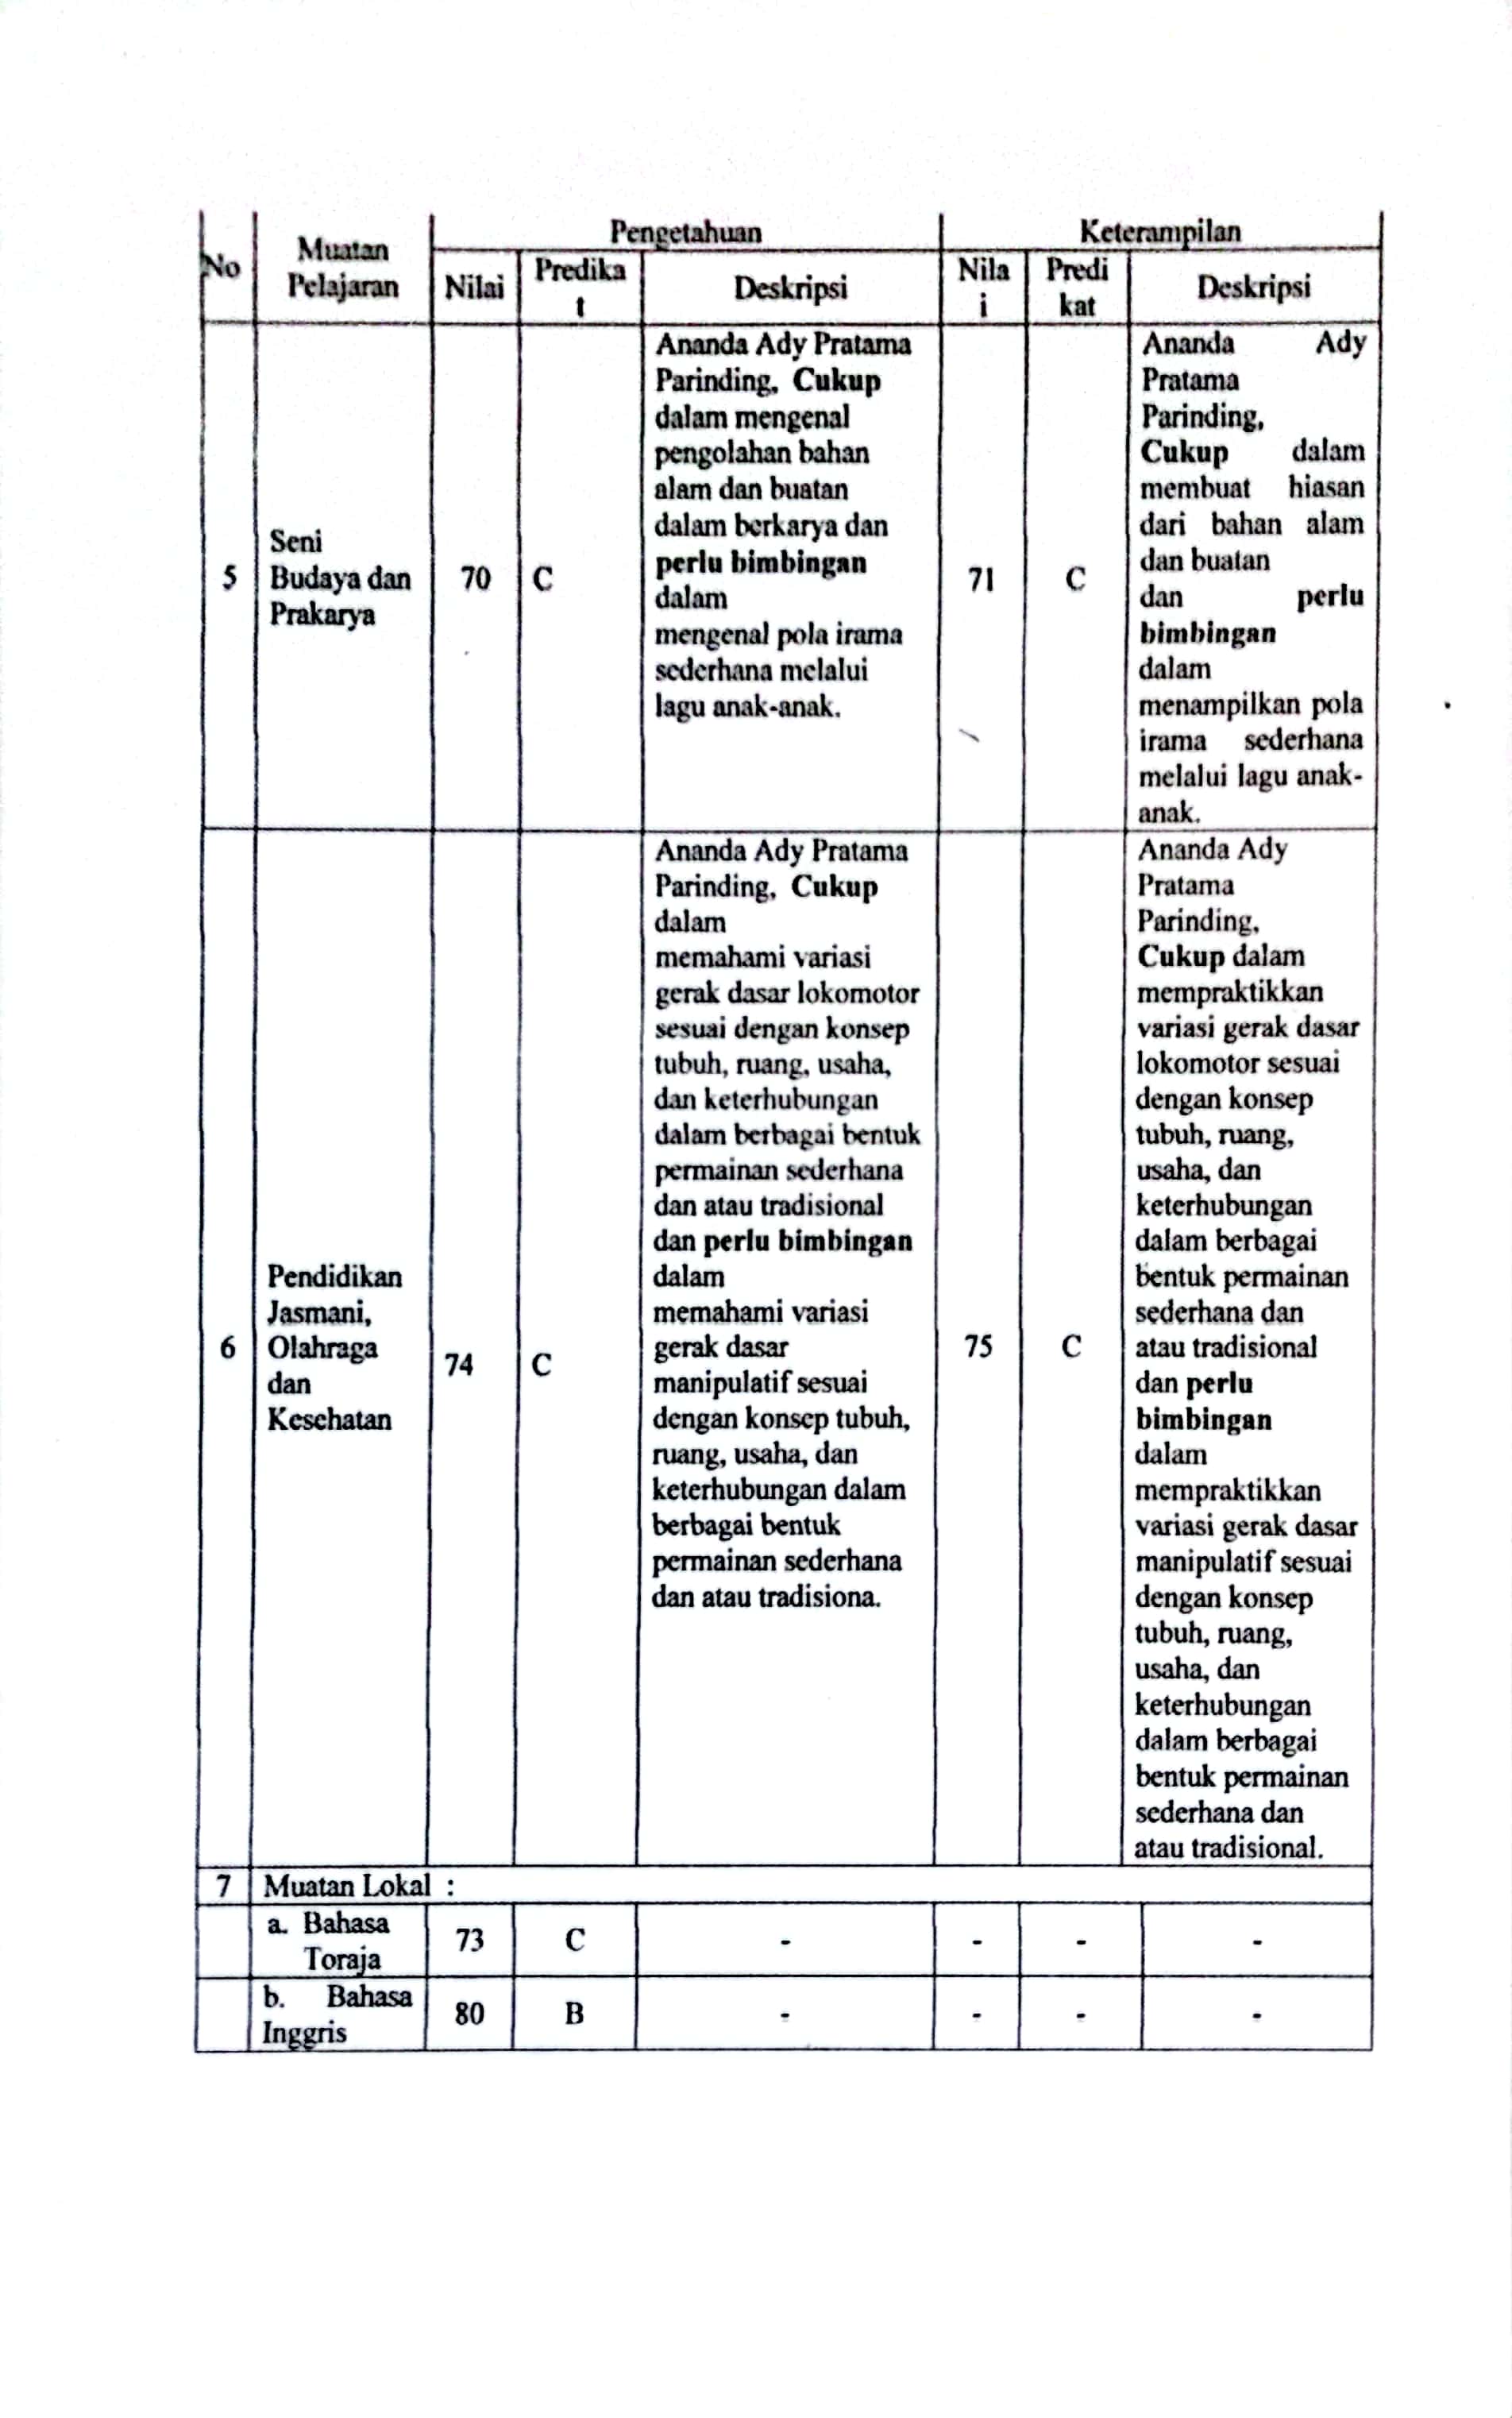 No
Muatan
Pelajaran
Pengetahuan
Keterampilan
Nilai
Predika
t
Deskripsi
Nila
i
Predi
kat
Deskripsi
5
Seni
Budaya dan
Prakarya
70
C
Ananda Ady Pratama
Parinding, Cukup
dalam mengenal
pengolahan bahan
alam dan buatan
dalam berkarya dan
perlu bimbingan
dalam
mengenal pola irama
sederhana melalui
lagu anak-anak.
71
C
Ananda Ady
Pratama
Parinding,
Cukup dalam
membuat hiasan
dari bahan alam
dan buatan
dan perlu
bimbingan
dalam
menampilkan pola
irama sederhana
melalui lagu anak-
anak.
6
Pendidikan
Jasmani,
Olahraga
dan
Kesehatan
74
C
Ananda Ady Pratama
Parinding, Cukup
dalam
memahami variasi
gerak dasar lokomotor
sesuai dengan konsep
tubuh, ruang, usaha,
dan keterhubungan
dalam berbagai bentuk
permainan sederhana
dan atau tradisional
dan perlu bimbingan
dalam
memahami variasi
gerak dasar
manipulatif sesuai
dengan konsep tubuh,
ruang, usaha, dan
keterhubungan dalam
berbagai bentuk
permainan sederhana
dan atau tradisiona.
75
C
Ananda Ady
Pratama
Parinding,
Cukup dalam
mempraktikkan
variasi gerak dasar
lokomotor sesuai
dengan konsep
tubuh, ruang,
usaha, dan
keterhubungan
dalam berbagai
bentuk permainan
sederhana dan
atau tradisional
dan perlu
bimbingan
dalam
mempraktikkan
variasi gerak dasar
manipulatif sesuai
dengan konsep
tubuh, ruang,
usaha, dan
keterhubungan
dalam berbagai
bentuk permainan
sederhana dan
atau tradisional.
7 Muatan Lokal :
a. Bahasa
Toraja
73
C
-
-
-
-
b. Bahasa
Inggris
80
B
-
-
-
-